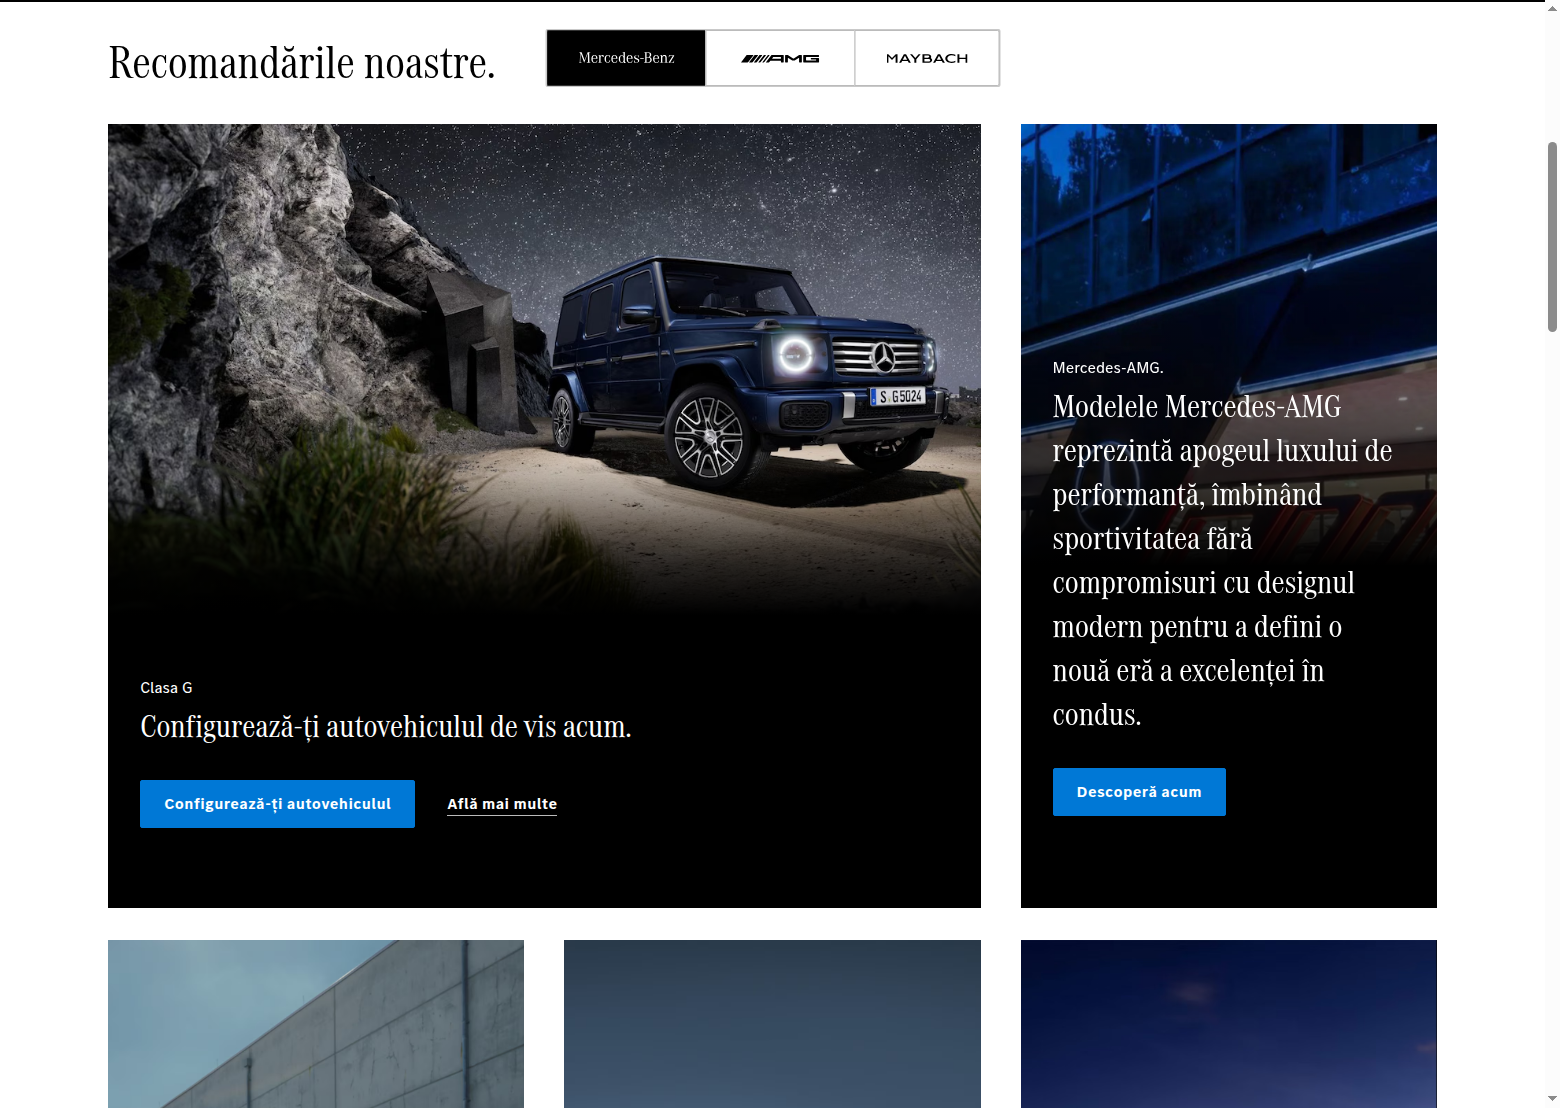 Recomandările noastre.
Mercedes-Benz
AMG
MAYBACH
S G 5024
Clasa G
Configurează-ți autovehiculul de vis acum.
Configurează-ți autovehiculul
Află mai multe
Mercedes-AMG.
Modelele Mercedes-AMG
reprezintă apogeul luxului de
performanță, îmbinând
sportivitatea fără
compromisuri cu designul
modern pentru a defini o
nouă eră a excelenței în
condus.
Descoperă acum